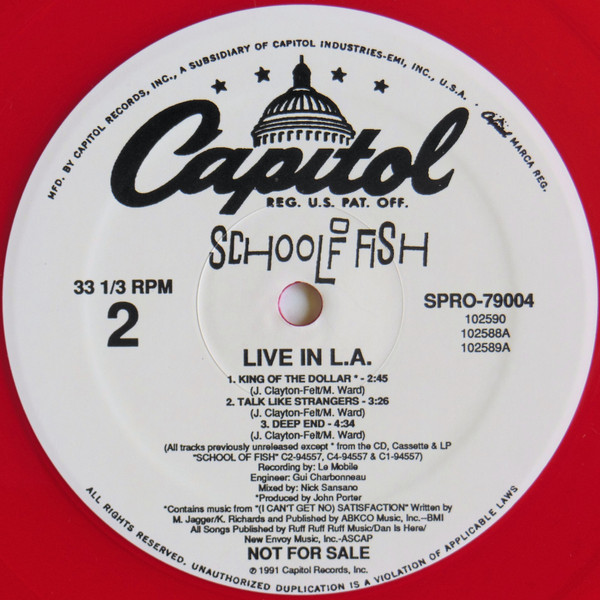 MFD. BY CAPITOL RECORDS, INC., A SUBSIDIARY OF CAPITOL INDUSTRIES-EMI, INC., U.S.A. . Capitol MARCA REG.
Capitol
REG. U.S. PAT. OFF.
SCHOOL OF FISH
33 1/3 RPM
2
SPRO-79004
102590
102588A
102589A
LIVE IN L.A.
1. KING OF THE DOLLAR * - 2:45
(J. Clayton-Felt/M. Ward)
2. TALK LIKE STRANGERS - 3:26
(J. Clayton-Felt/M. Ward)
3. DEEP END - 4:34
(J. Clayton-Felt/M. Ward)
(All tracks previously unreleased except * from the CD, Cassette & LP
"SCHOOL OF FISH" C2-94557, C4-94557 & C1-94557)
Recording by: Le Mobile
Engineer: Gui Charbonneau
Mixed by: Nick Sansano
*Produced by John Porter
*Contains music from "(I CAN'T GET NO) SATISFACTION" Written by
M. Jagger/K. Richards and Published by ABKCO Music, Inc.--BMI
All Songs Published by Ruff Ruff Ruff Music/Dan Is Here/
New Envoy Music, Inc.-ASCAP
NOT FOR SALE
℗ 1991 Capitol Records, Inc.
ALL RIGHTS RESERVED. UNAUTHORIZED DUPLICATION IS A VIOLATION OF APPLICABLE LAWS